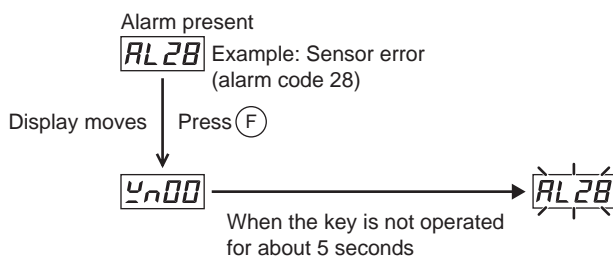 Alarm present
AL28 Example: Sensor error
(alarm code 28)
Display moves Press F
Yn00
AL28
When the key is not operated
for about 5 seconds